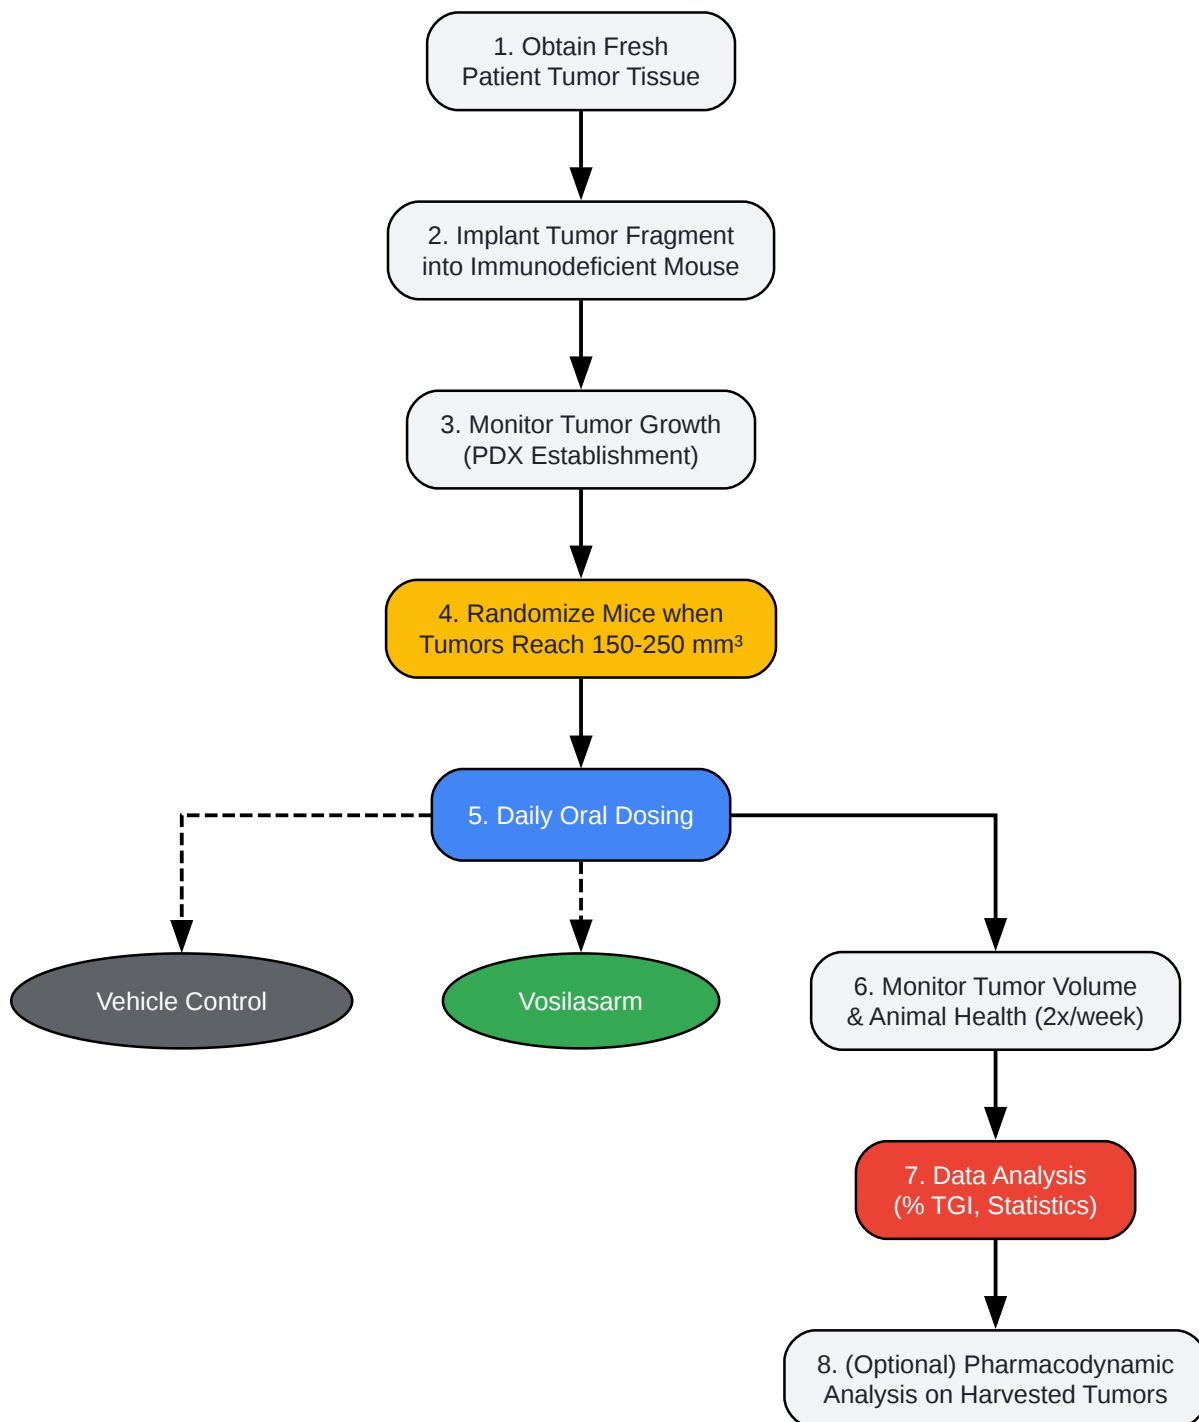 1. Obtain Fresh
Patient Tumor Tissue
2. Implant Tumor Fragment
into Immunodeficient Mouse
3. Monitor Tumor Growth
(PDX Establishment)
4. Randomize Mice when
Tumors Reach 150-250 mm³
5. Daily Oral Dosing
Vehicle Control
Vosilasarm
6. Monitor Tumor Volume
& Animal Health (2x/week)
7. Data Analysis
(% TGI, Statistics)
8. (Optional) Pharmacodynamic
Analysis on Harvested Tumors